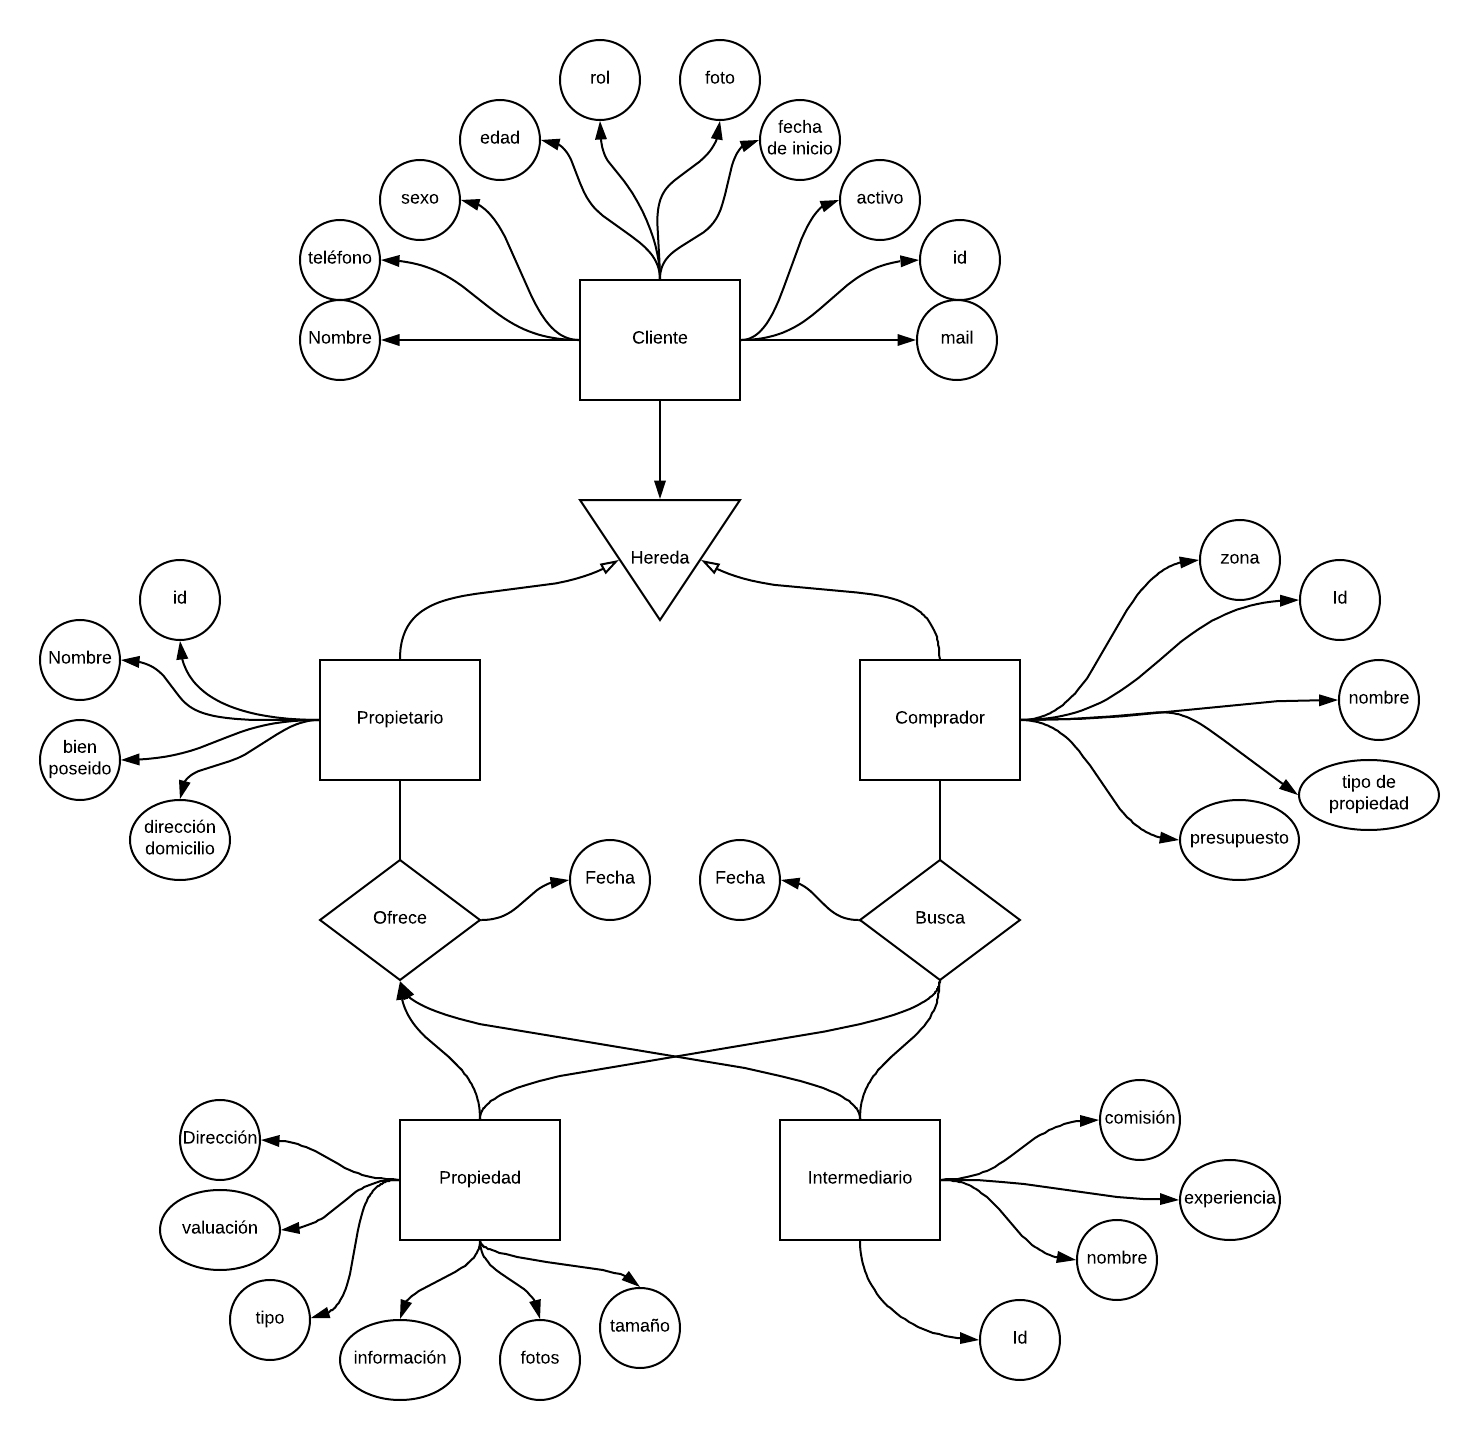 rol
foto
edad
fecha
de inicio
sexo
activo
teléfono
id
Nombre
Cliente
mail
Hereda
zona
id
Id
Nombre
nombre
Propietario
Comprador
bien
poseido
tipo de
propiedad
dirección
domicilio
presupuesto
Ofrece
Fecha
Fecha
Busca
Dirección
comisión
Propiedad
Intermediario
experiencia
valuación
nombre
tipo
tamaño
Id
información
fotos